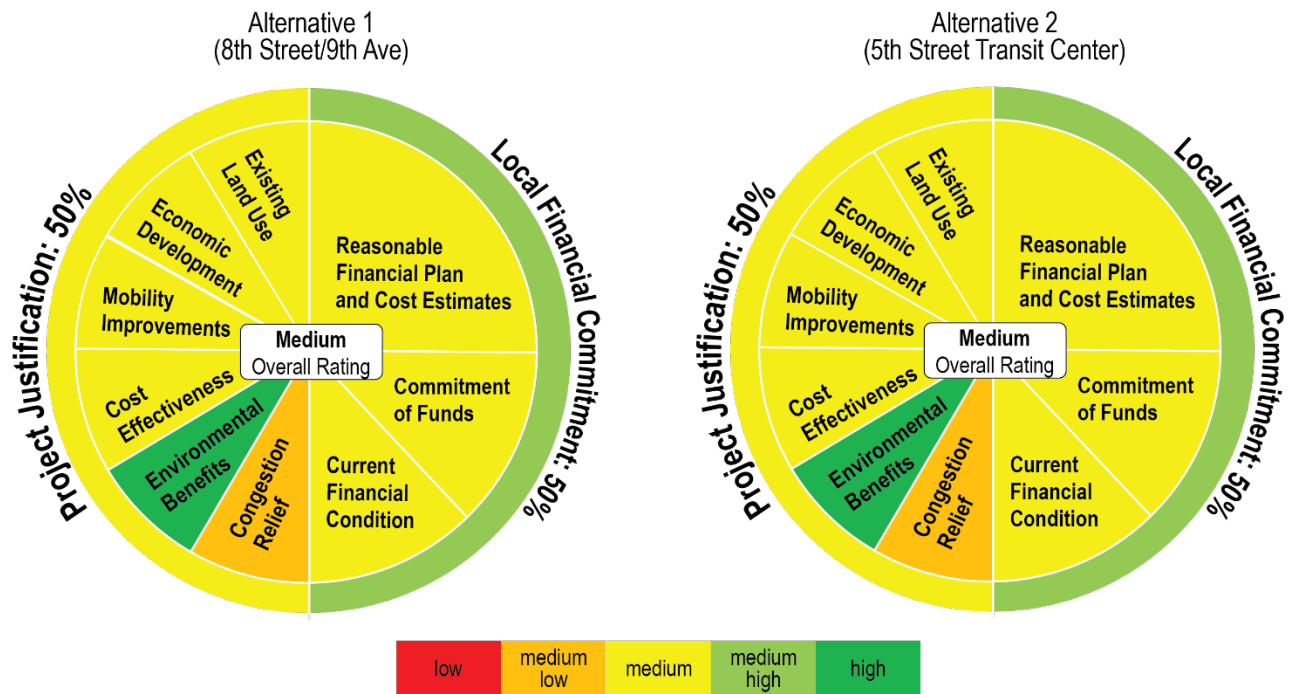 Alternative 1
(8th Street/9th Ave)
Project Justification: 50%
Local Financial Commitment: 50%
Existing
Land Use
Economic
Development
Mobility
Improvements
Cost
Effectiveness
Environmental
Benefits
Congestion
Relief
Reasonable
Financial Plan
and Cost Estimates
Commitment
of Funds
Current
Financial
Condition
Medium
Overall Rating
Alternative 2
(5th Street Transit Center)
Project Justification: 50%
Local Financial Commitment: 50%
Existing
Land Use
Economic
Development
Mobility
Improvements
Cost
Effectiveness
Environmental
Benefits
Congestion
Relief
Reasonable
Financial Plan
and Cost Estimates
Commitment
of Funds
Current
Financial
Condition
Medium
Overall Rating
low
medium
low
medium
medium
high
high